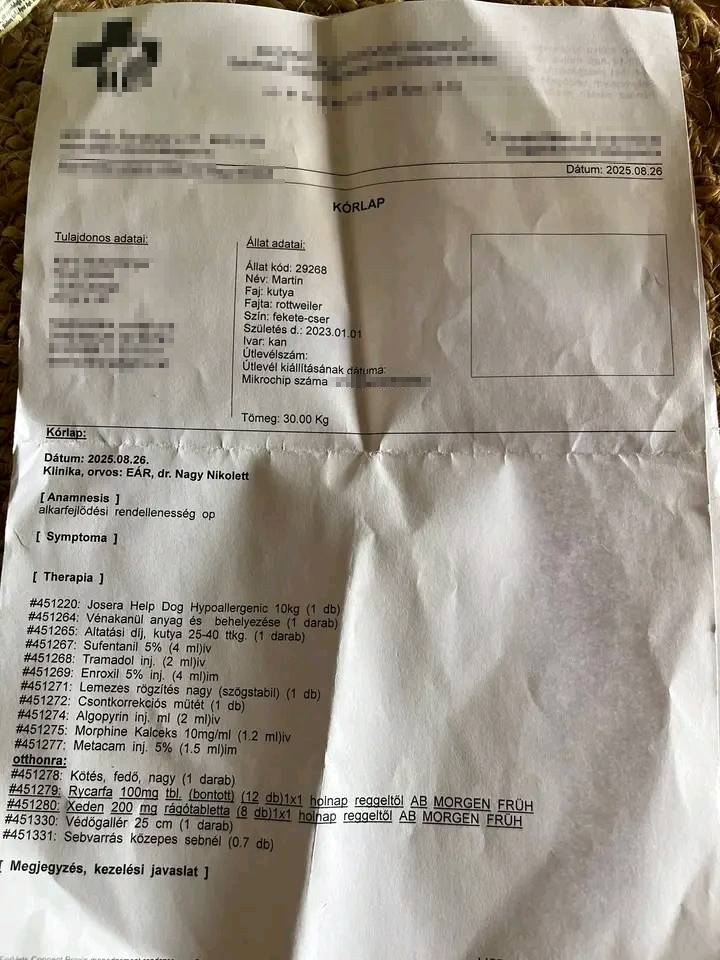 Dátum: 2025.08.26
KÓRLAP
Tulajdonos adatai:
Állat adatai:
Állat kód: 29268
Név: Martin
Faj: kutya
Fajta: rottweiler
Szín: fekete-cser
Születés d.: 2023.01.01
Ivar: kan
Útlevélszám:
Útlevél kiállításának dátuma:
Mikrochip száma
Tömeg: 30.00 Kg
Kórlap:
Dátum: 2025.08.26.
Klinika, orvos: EÁR, dr. Nagy Nikolett
[ Anamnesis ]
alkarfejlödési rendellenesség op
[ Symptoma ]
[ Therapia ]
#451220: Josera Help Dog Hypoallergenic 10kg (1 db)
#451264: Vénakanül anyag és behelyezése (1 darab)
#451265: Altatási díj, kutya 25-40 ttkg. (1 darab)
#451267: Sufentanil 5% (4 ml)iv
#451268: Tramadol inj. (2 ml)iv
#451269: Enroxil 5% inj. (4 ml)im
#451271: Lemezes rögzítés nagy (szögstabil) (1 db)
#451272: Csontkorrekciós műtét (1 db)
#451274: Algopyrin inj. ml (2 ml)iv
#451275: Morphine Kalceks 10mg/ml (1.2 ml)iv
#451277: Metacam inj. 5% (1.5 ml)im
otthonra:
#451278: Kötés, fedő, nagy (1 darab)
#451279: Rycarfa 100mg tbl. (bontott) (12 db)1x1 holnap reggeltől AB MORGEN FRÜH
#451280: Xeden 200 mg rágótabletta (8 db)1x1 holnap reggeltől AB MORGEN FRÜH
#451330: Védőgallér 25 cm (1 darab)
#451331: Sebvarrás közepes sebnél (0.7 db)
[ Megjegyzés, kezelési javaslat ]